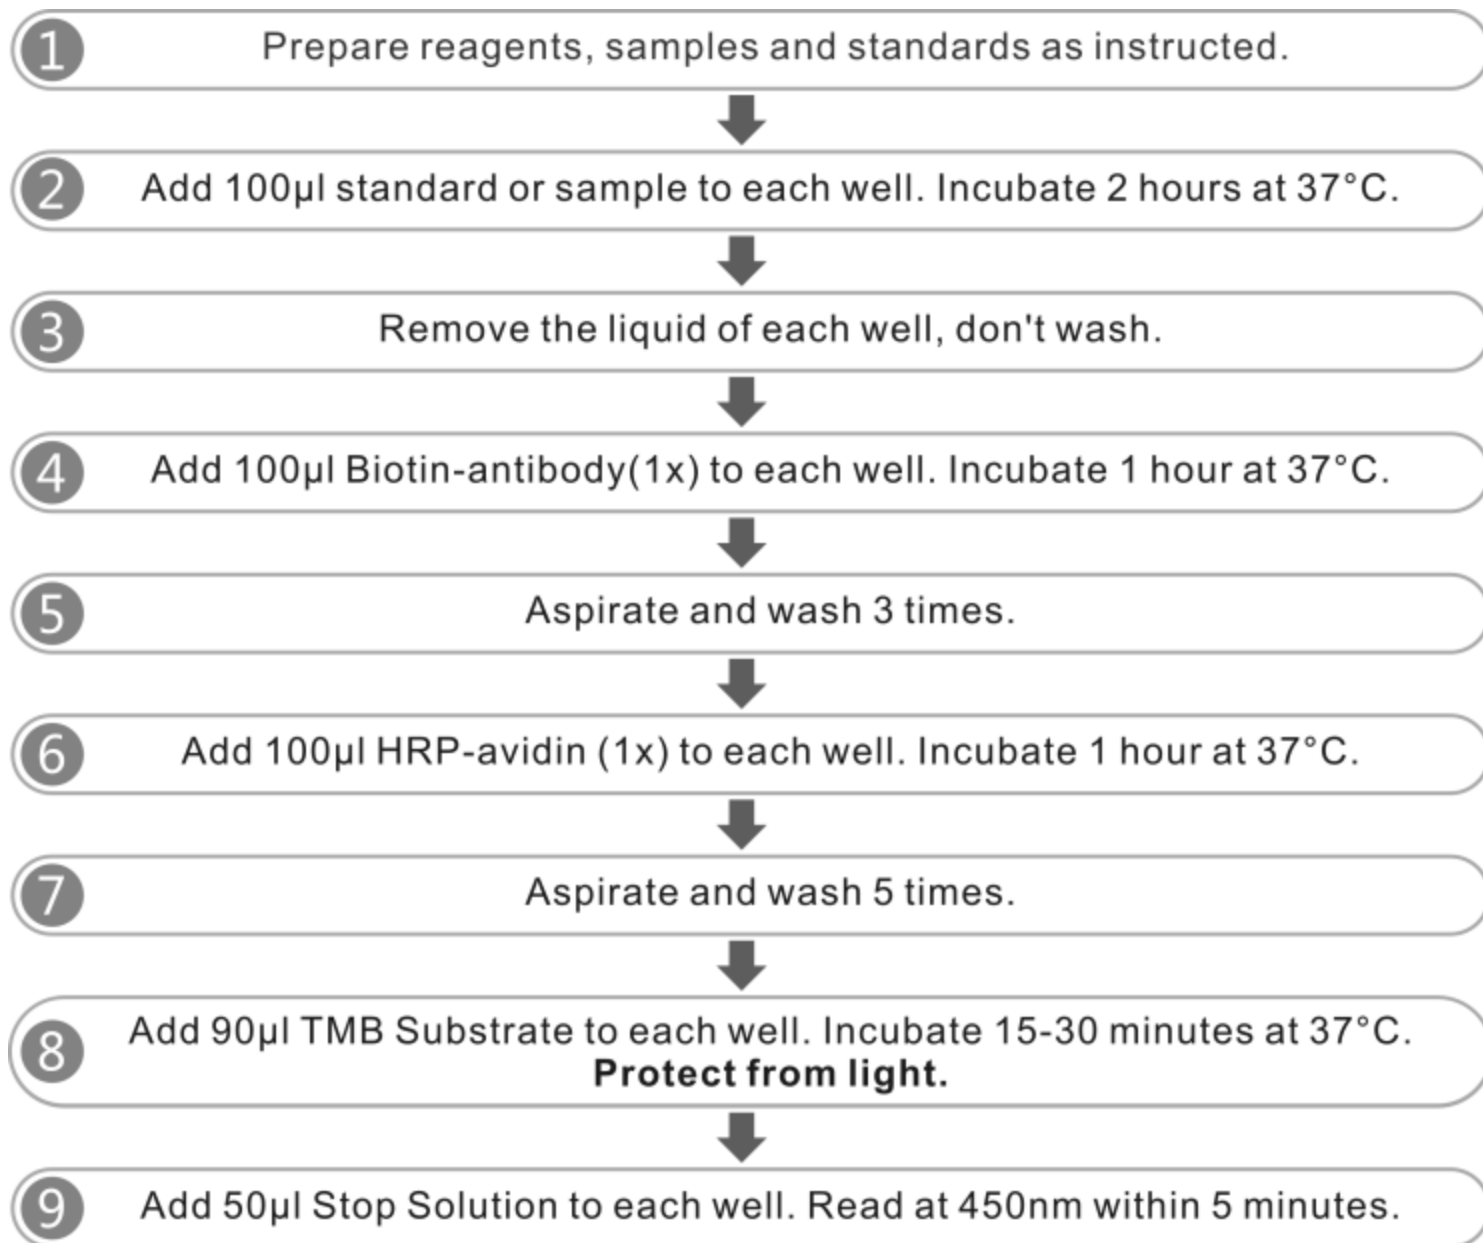 1 Prepare reagents, samples and standards as instructed.
2 Add 100μl standard or sample to each well. Incubate 2 hours at 37°C.
3 Remove the liquid of each well, don't wash.
4 Add 100μl Biotin-antibody(1x) to each well. Incubate 1 hour at 37°C.
5 Aspirate and wash 3 times.
6 Add 100μl HRP-avidin (1x) to each well. Incubate 1 hour at 37°C.
7 Aspirate and wash 5 times.
8 Add 90μl TMB Substrate to each well. Incubate 15-30 minutes at 37°C.
Protect from light.
9 Add 50μl Stop Solution to each well. Read at 450nm within 5 minutes.